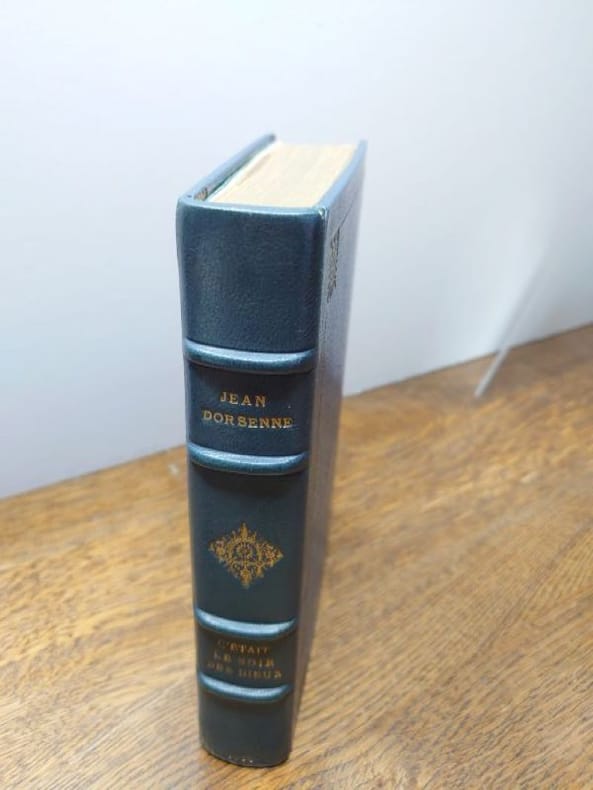 JEAN
DORSENNE
C'ÉTAIT
LE SOIR
DES DIEUX